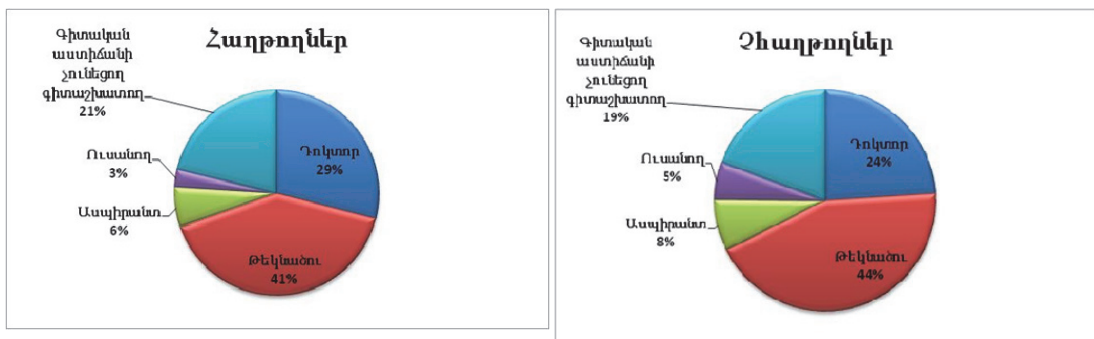 Հաղթողներ
Գիտական
աստիճանի
չունեցող
գիտաշխատող
21%
Ուսանող
3%
Ասպիրանտ
6%
Դոկտոր
29%
Թեկնածու
41%
Չհաղթողներ
Գիտական
աստիճանի
չունեցող
գիտաշխատող
19%
Ուսանող
5%
Ասպիրանտ
8%
Դոկտոր
24%
Թեկնածու
44%